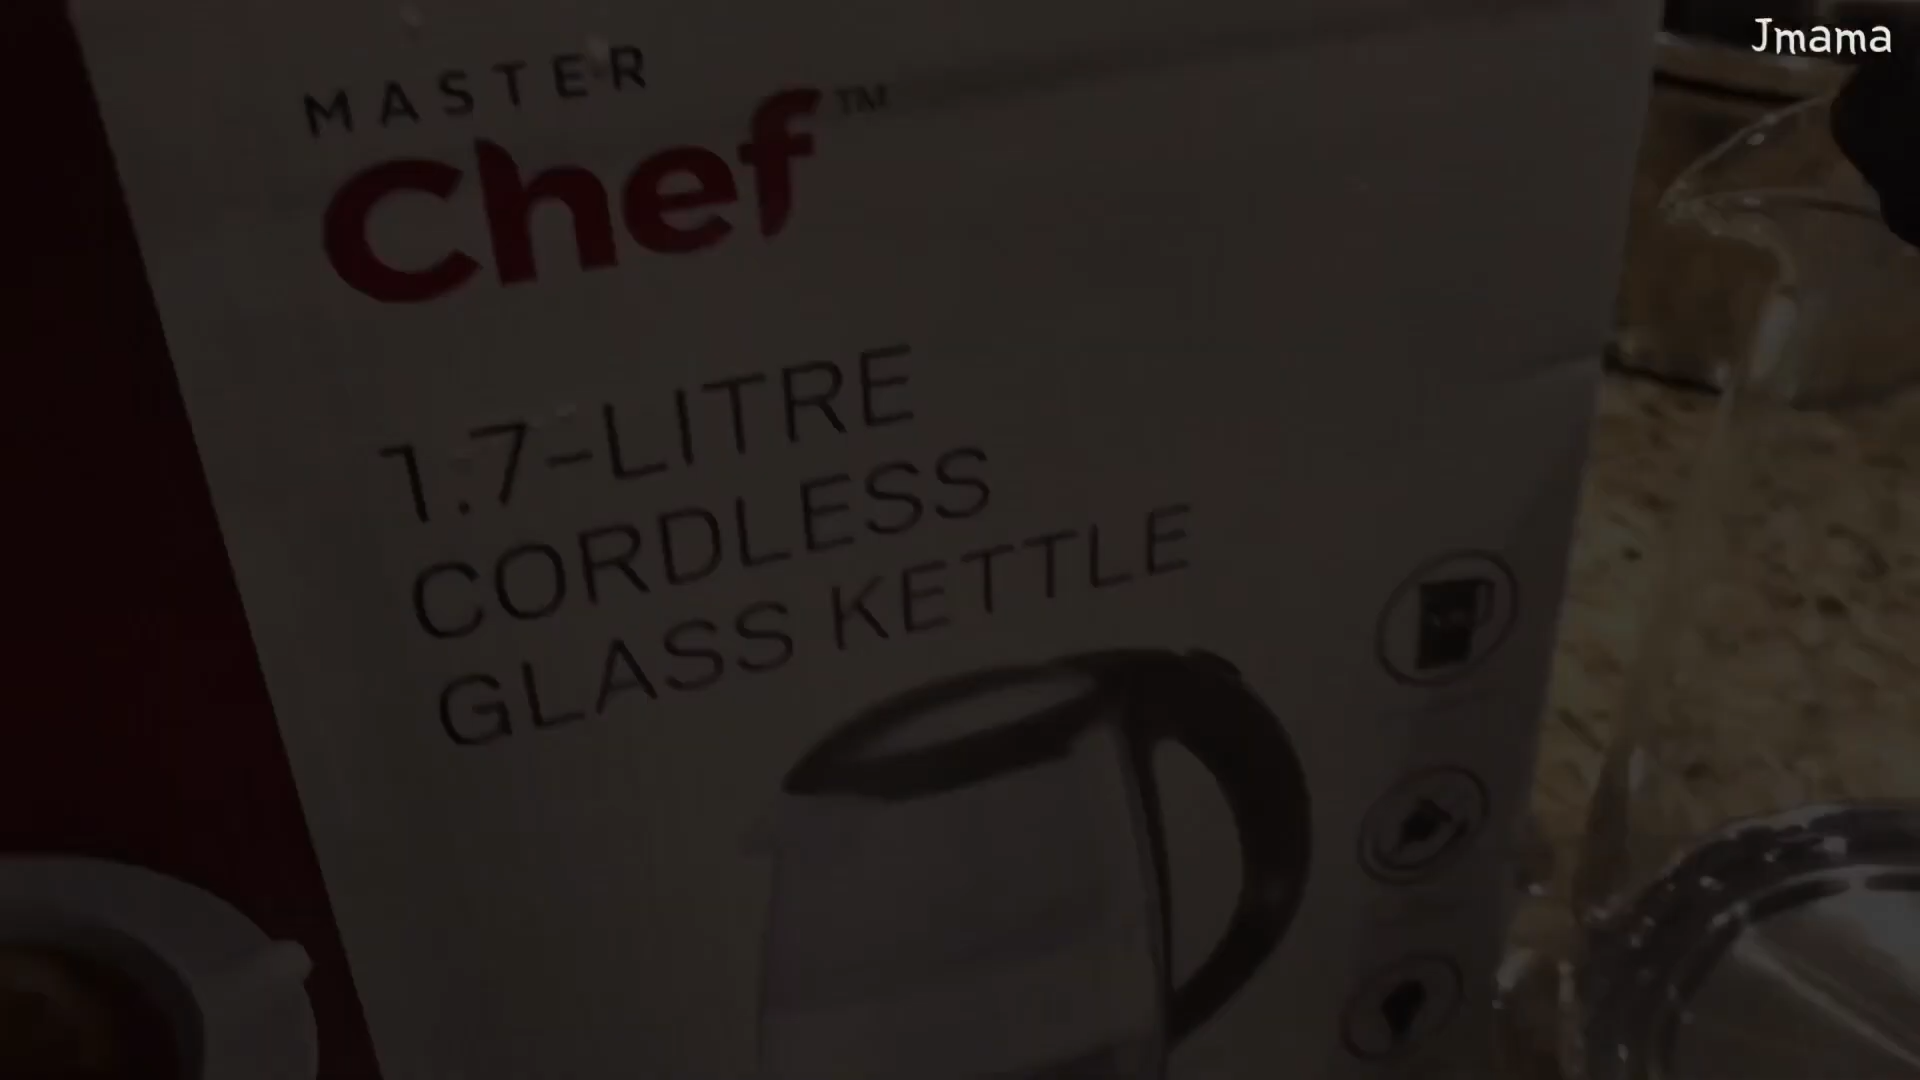 Jmama
MASTER
Chef™
1.7-LITRE
CORDLESS
GLASS KETTLE